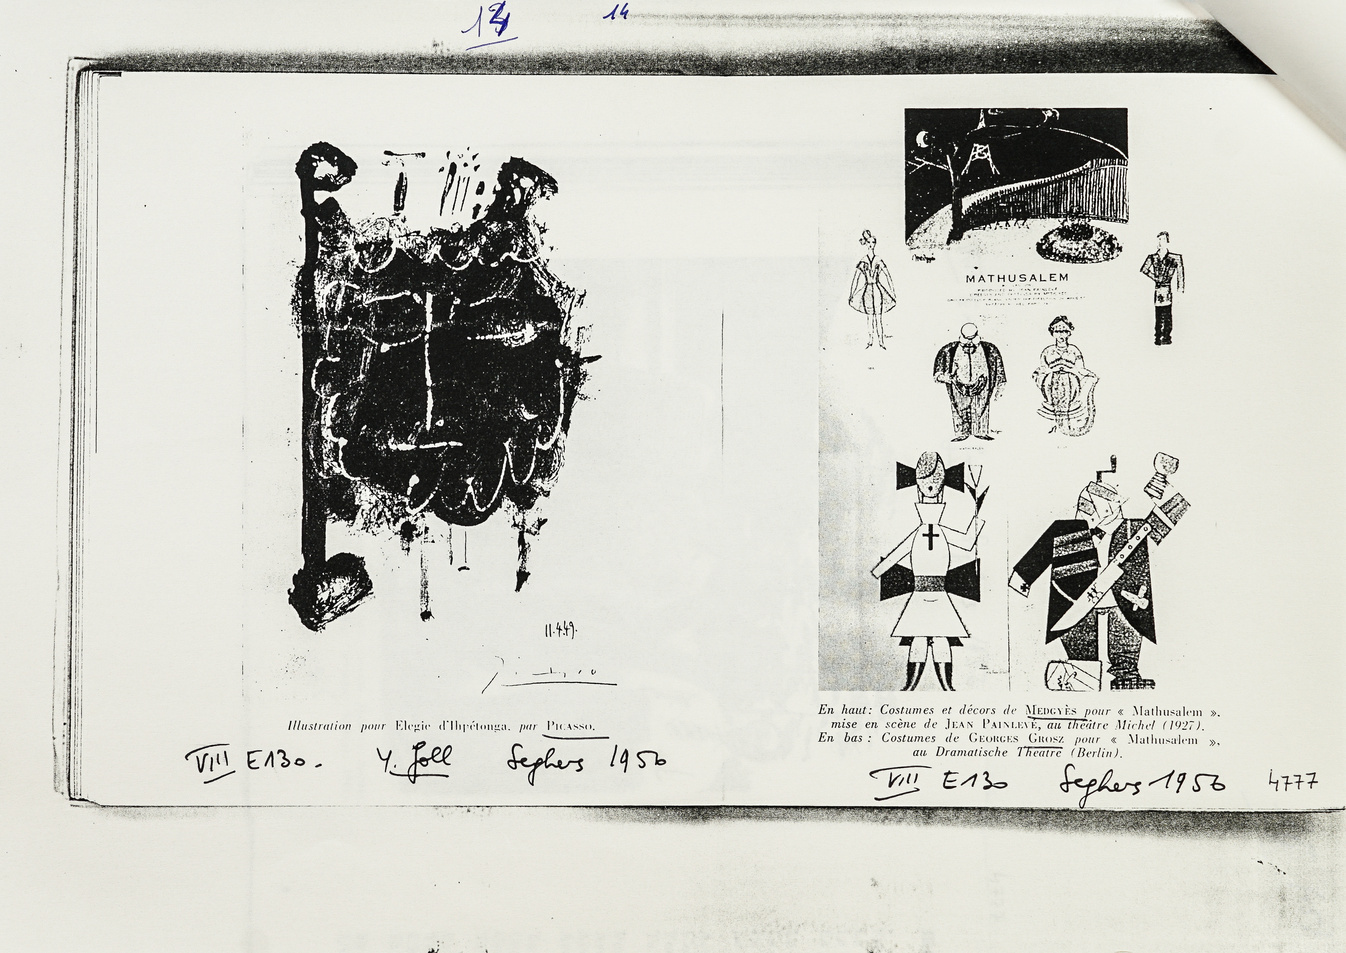 14
11.4.49.
Picasso
Illustration pour Elegie d'Ihpétonga, par PICASSO.
VIII E130. Y. Goll Seghers 1956
MATHUSALEM
En haut : Costumes et décors de MEDGYÈS pour « Mathusalem »,
mise en scène de JEAN PAINLEVÉ, au théâtre Michel (1927).
En bas : Costumes de GEORGES GROSZ pour « Mathusalem »,
au Dramatische Theatre (Berlin).
VIII E130 Seghers 1956 4777